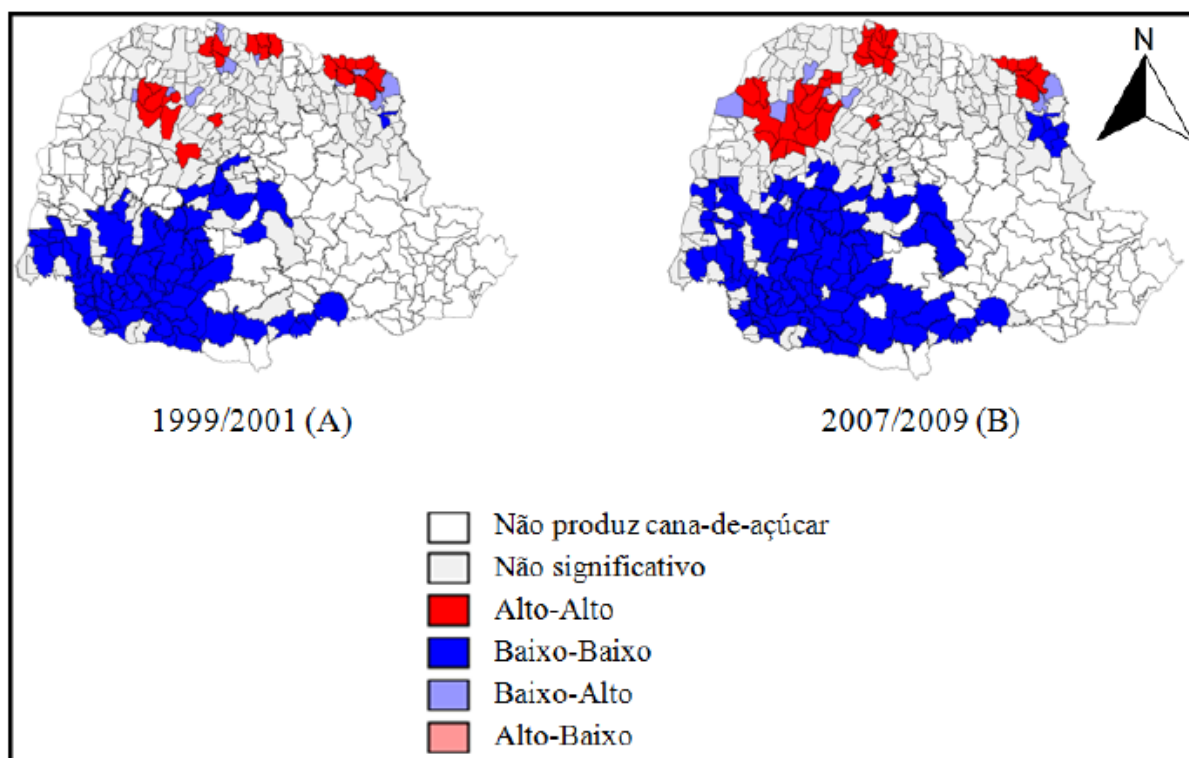 N
1999/2001 (A)
2007/2009 (B)
Não produz cana-de-açúcar
Não significativo
Alto-Alto
Baixo-Baixo
Baixo-Alto
Alto-Baixo